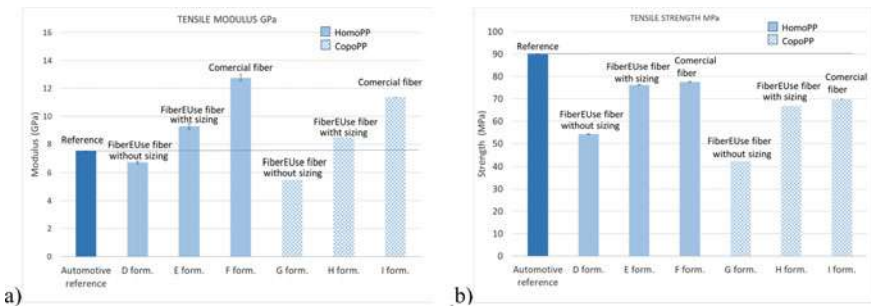 TENSILE MODULUS GPa
HomoPP
CopoPP
16
14
12
10
8
6
4
2
0
Modulus (GPa)
Reference
FiberEUse fiber
without sizing
FiberEUse fiber
witht sizing
Comercial fiber
FiberEUse fiber
without sizing
FiberEUse fiber
witht sizing
Comercial fiber
Automotive
reference
D form.
E form.
F form.
G form.
H form.
I form.
a)
TENSILE STRENGTH MPa
HomoPP
CopoPP
100
90
80
70
60
50
40
30
20
10
0
Strength (MPa)
Reference
FiberEUse fiber
without sizing
FiberEUse fiber
with sizing
Comercial
fiber
FiberEUse fiber
without sizing
FiberEUse fiber
with sizing
Comercial
fiber
Automotive
reference
D form.
E form.
F form.
G form.
H form.
I form.
b)